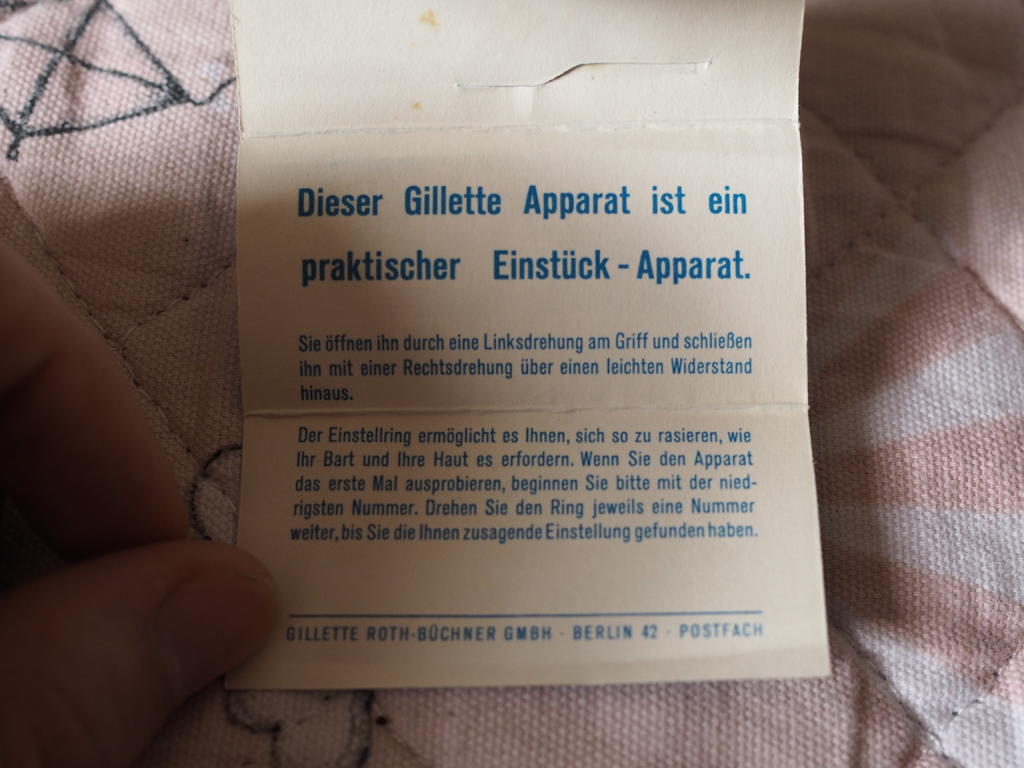 Dieser Gillette Apparat ist ein
praktischer Einstück - Apparat.
Sie öffnen ihn durch eine Linksdrehung am Griff und schließen
ihn mit einer Rechtsdrehung über einen leichten Widerstand
hinaus.
Der Einstellring ermöglicht es Ihnen, sich so zu rasieren, wie
Ihr Bart und Ihre Haut es erfordern. Wenn Sie den Apparat
das erste Mal ausprobieren, beginnen Sie bitte mit der nied-
rigsten Nummer. Drehen Sie den Ring jeweils eine Nummer
weiter, bis Sie die Ihnen zusagende Einstellung gefunden haben.
GILLETTE ROTH-BÜCHNER GMBH · BERLIN 42 · POSTFACH